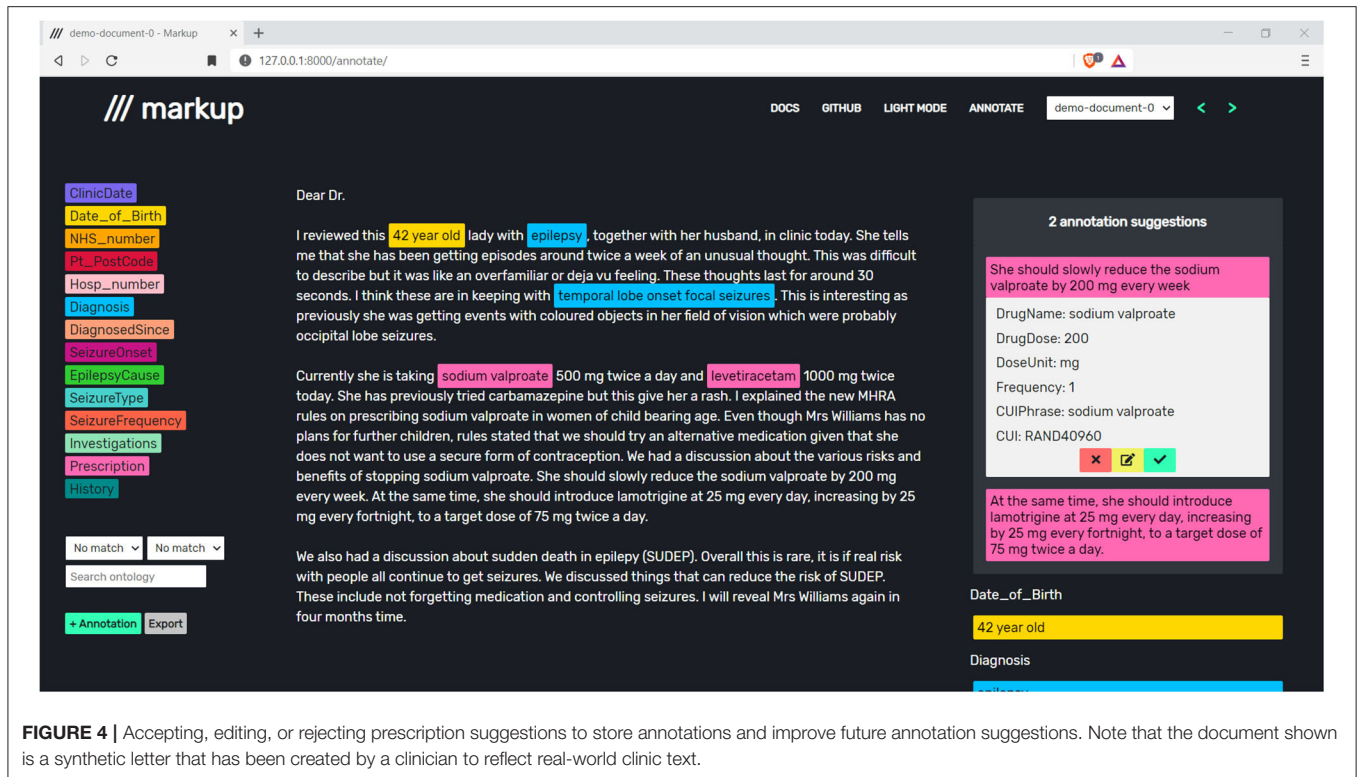 demo-document-0 - Markup
127.0.0.1:8000/annotate/
1
/// markup
DOCS GITHUB LIGHT MODE ANNOTATE demo-document-0 < >
ClinicDate
Date_of_Birth
NHS_number
Pt_PostCode
Hosp_number
Diagnosis
DiagnosedSince
SeizureOnset
EpilepsyCause
SeizureType
SeizureFrequency
Investigations
Prescription
History
No match No match
Search ontology
+ Annotation Export
Dear Dr.
I reviewed this 42 year old lady with epilepsy, together with her husband, in clinic today. She tells
me that she has been getting episodes around twice a week of an unusual thought. This was difficult
to describe but it was like an overfamiliar or deja vu feeling. These thoughts last for around 30
seconds. I think these are in keeping with temporal lobe onset focal seizures. This is interesting as
previously she was getting events with coloured objects in her field of vision which were probably
occipital lobe seizures.
Currently she is taking sodium valproate 500 mg twice a day and levetiracetam 1000 mg twice
today. She has previously tried carbamazepine but this give her a rash. I explained the new MHRA
rules on prescribing sodium valproate in women of child bearing age. Even though Mrs Williams has no
plans for further children, rules stated that we should try an alternative medication given that she
does not want to use a secure form of contraception. We had a discussion about the various risks and
benefits of stopping sodium valproate. She should slowly reduce the sodium valproate by 200 mg
every week. At the same time, she should introduce lamotrigine at 25 mg every day, increasing by 25
mg every fortnight, to a target dose of 75 mg twice a day.
We also had a discussion about sudden death in epilepy (SUDEP). Overall this is rare, it is if real risk
with people all continue to get seizures. We discussed things that can reduce the risk of SUDEP.
These include not forgetting medication and controlling seizures. I will reveal Mrs Williams again in
four months time.
2 annotation suggestions
She should slowly reduce the sodium
valproate by 200 mg every week
DrugName: sodium valproate
DrugDose: 200
DoseUnit: mg
Frequency: 1
CUIPhrase: sodium valproate
CUI: RAND40960
At the same time, she should introduce
lamotrigine at 25 mg every day, increasing
by 25 mg every fortnight, to a target dose of
75 mg twice a day.
Date_of_Birth
42 year old
Diagnosis
epilepsy
FIGURE 4 | Accepting, editing, or rejecting prescription suggestions to store annotations and improve future annotation suggestions. Note that the document shown
is a synthetic letter that has been created by a clinician to reflect real-world clinic text.